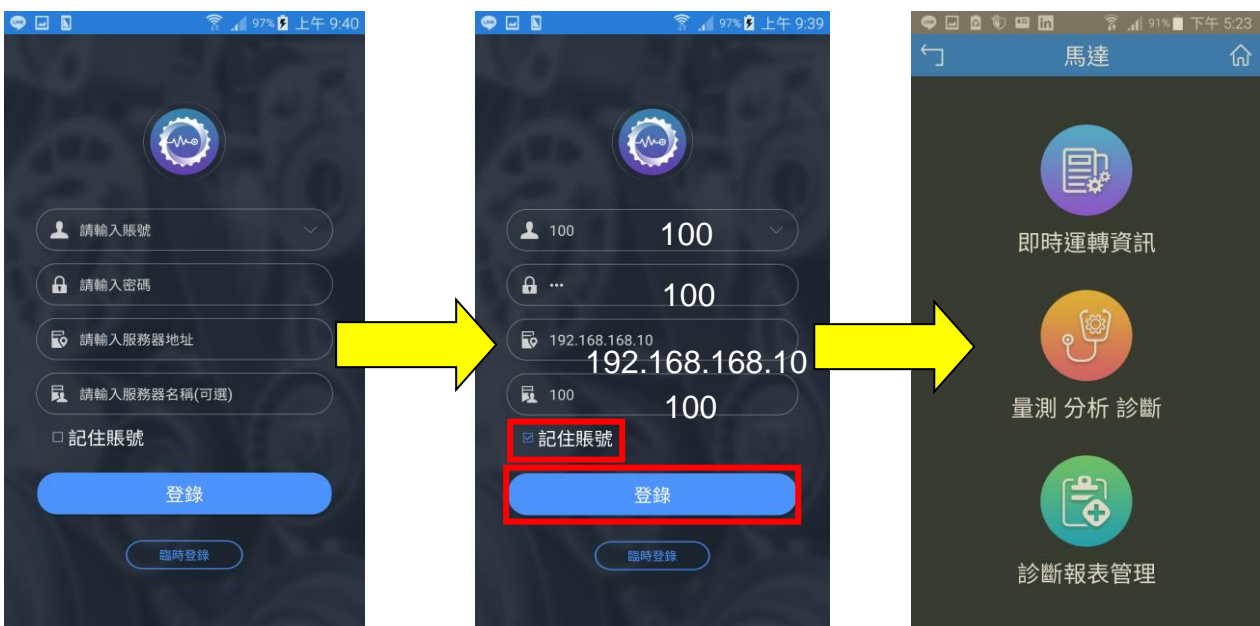 97% 上午 9:40
請輸入賬號
請輸入密碼
請輸入服務器地址
請輸入服務器名稱(可選)
記住賬號
登錄
臨時登錄
97% 上午 9:39
100 100
••• 100
192.168.168.10
192.168.168.10
100 100
記住賬號
登錄
臨時登錄
in 91% 下午 5:23
馬達
即時運轉資訊
量測 分析 診斷
診斷報表管理